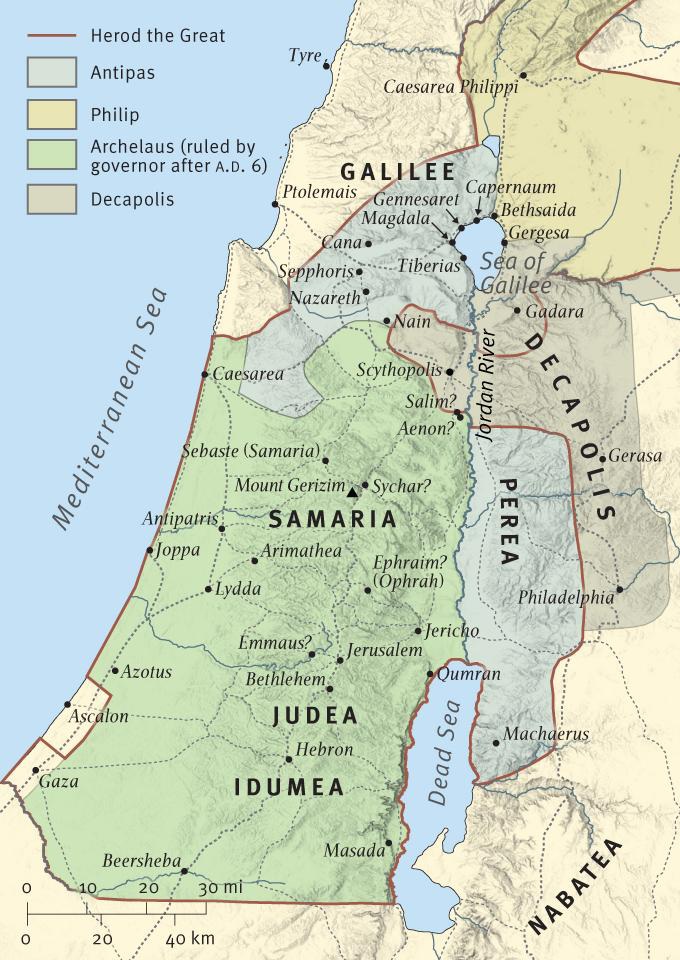 Herod the Great
Antipas
Philip
Archelaus (ruled by
governor after A.D. 6)
Decapolis
Tyre
Caesarea Philippi
GALILEE
Ptolemais
Capernaum
Gennesaret
Bethsaida
Magdala
Gergesa
Cana
Sepphoris
Tiberias
Sea of
Galilee
Nazareth
Mediterranean Sea
Nain
Gadara
DECAPOLIS
Jordan River
Caesarea
Scythopolis
Salim?
Aenon?
Sebaste (Samaria)
Gerasa
Mount Gerizim
Sychar?
PEREA
SAMARIA
Antipatris
Joppa
Arimathea
Ephraim?
(Ophrah)
Lydda
Philadelphia
Jericho
Emmaus?
Jerusalem
Azotus
Bethlehem
Qumran
Ascalon
JUDEA
Dead Sea
Machaerus
Hebron
Gaza
IDUMEA
Masada
Beersheba
NABATEA
0 10 20 30 mi
0 20 40 km